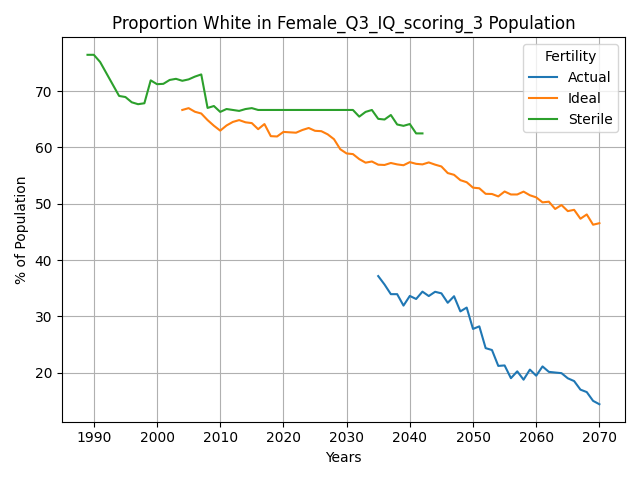 Proportion White in Female_Q3_IQ_scoring_3 Population
Fertility
Actual
Ideal
Sterile
% of Population
70
60
50
40
30
20
1990 2000 2010 2020 2030 2040 2050 2060 2070
Years